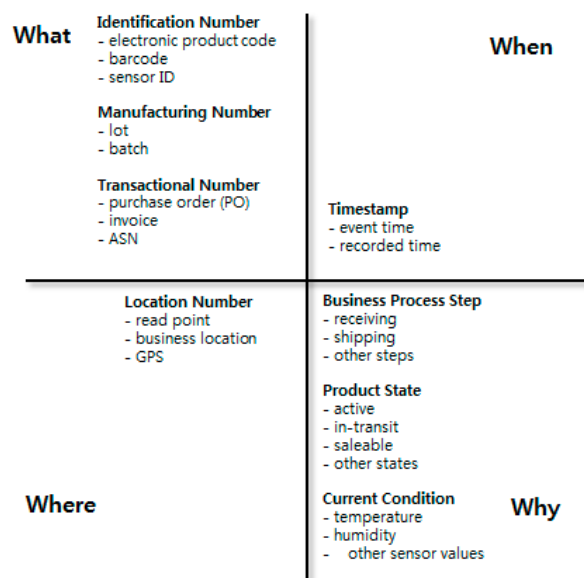 What
Identification Number
- electronic product code
- barcode
- sensor ID
Manufacturing Number
- lot
- batch
Transactional Number
- purchase order (PO)
- invoice
- ASN
When
Timestamp
- event time
- recorded time
Location Number
- read point
- business location
- GPS
Where
Business Process Step
- receiving
- shipping
- other steps
Product State
- active
- in-transit
- saleable
- other states
Current Condition
- temperature
- humidity
- other sensor values
Why